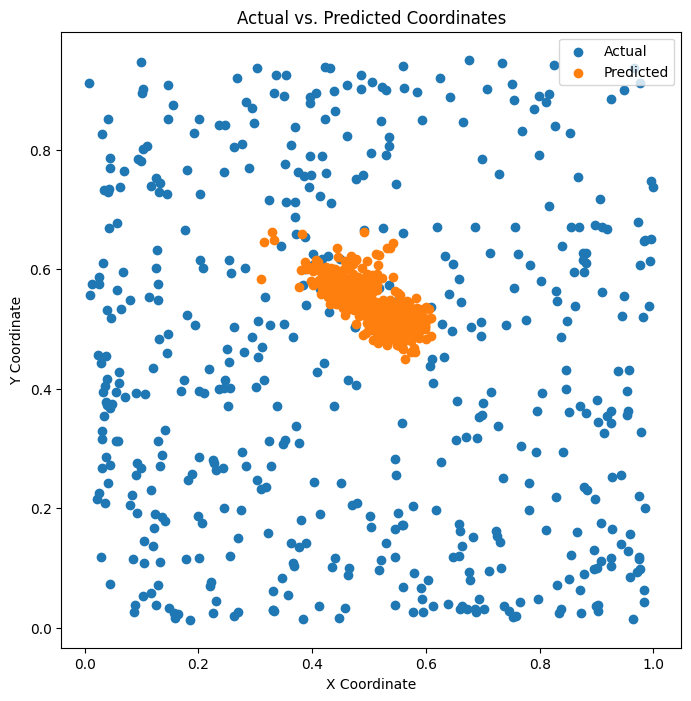 Actual vs. Predicted Coordinates
Actual
Predicted
Y Coordinate
0.8
0.6
0.4
0.2
0.0
0.0 0.2 0.4 0.6 0.8 1.0
X Coordinate